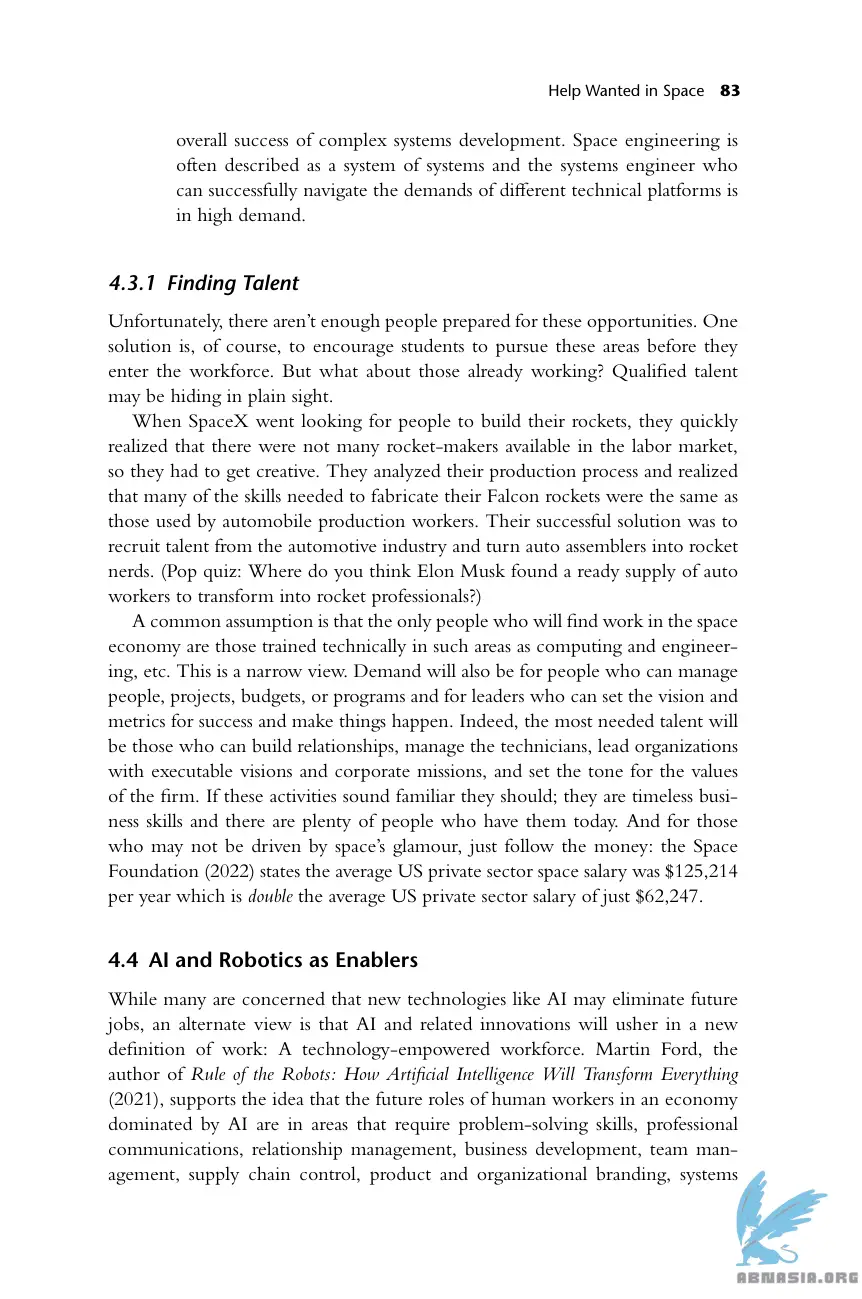 Help Wanted in Space 83
overall success of complex systems development. Space engineering is
often described as a system of systems and the systems engineer who
can successfully navigate the demands of different technical platforms is
in high demand.
4.3.1 Finding Talent
Unfortunately, there aren’t enough people prepared for these opportunities. One
solution is, of course, to encourage students to pursue these areas before they
enter the workforce. But what about those already working? Qualified talent
may be hiding in plain sight.
When SpaceX went looking for people to build their rockets, they quickly
realized that there were not many rocket-makers available in the labor market,
so they had to get creative. They analyzed their production process and realized
that many of the skills needed to fabricate their Falcon rockets were the same as
those used by automobile production workers. Their successful solution was to
recruit talent from the automotive industry and turn auto assemblers into rocket
nerds. (Pop quiz: Where do you think Elon Musk found a ready supply of auto
workers to transform into rocket professionals?)
A common assumption is that the only people who will find work in the space
economy are those trained technically in such areas as computing and engineer-
ing, etc. This is a narrow view. Demand will also be for people who can manage
people, projects, budgets, or programs and for leaders who can set the vision and
metrics for success and make things happen. Indeed, the most needed talent will
be those who can build relationships, manage the technicians, lead organizations
with executable visions and corporate missions, and set the tone for the values
of the firm. If these activities sound familiar they should; they are timeless busi-
ness skills and there are plenty of people who have them today. And for those
who may not be driven by space’s glamour, just follow the money: the Space
Foundation (2022) states the average US private sector space salary was $125,214
per year which is double the average US private sector salary of just $62,247.
4.4 AI and Robotics as Enablers
While many are concerned that new technologies like AI may eliminate future
jobs, an alternate view is that AI and related innovations will usher in a new
definition of work: A technology-empowered workforce. Martin Ford, the
author of Rule of the Robots: How Artificial Intelligence Will Transform Everything
(2021), supports the idea that the future roles of human workers in an economy
dominated by AI are in areas that require problem-solving skills, professional
communications, relationship management, business development, team man-
agement, supply chain control, product and organizational branding, systems
ABNASIA.ORG